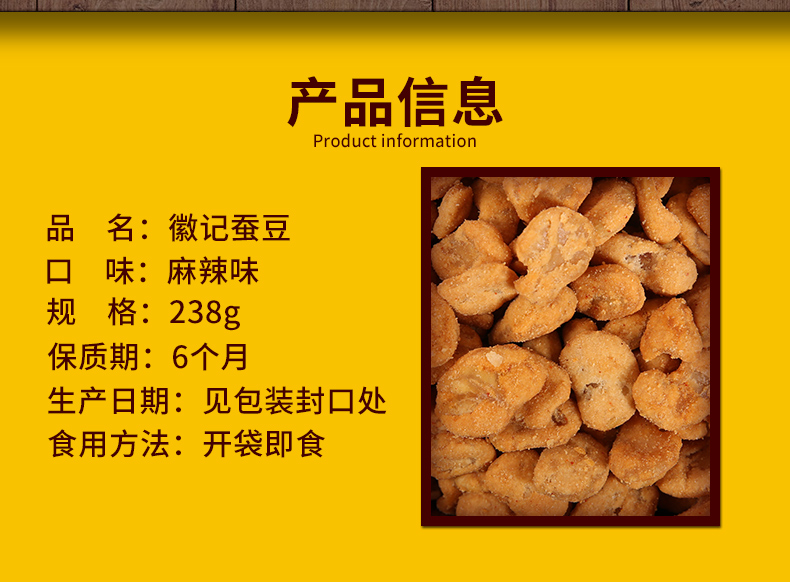 产品信息
Product information
品 名：徽记蚕豆
口 味：麻辣味
规 格：238g
保质期：6个月
生产日期：见包装封口处
食用方法：开袋即食